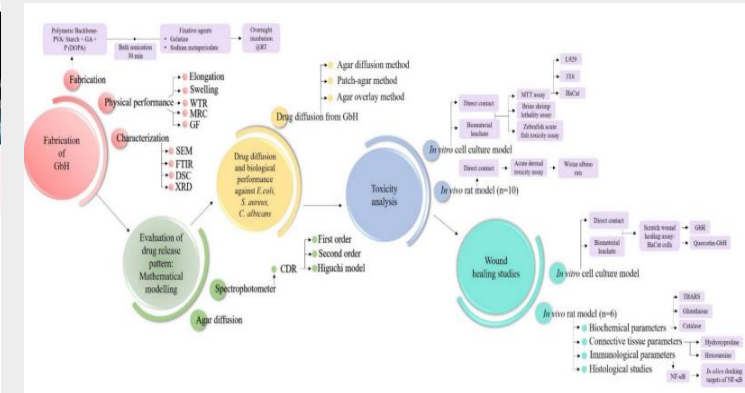 Polymeric Backbone-
PVA/ Starch + GA +
P (DOPA)
Bath sonication
30 min
Fixative agents
• Gelatine
• Sodium metaperiodate
Overnight
incubation
@RT
Fabrication
Fabrication
of
GbH
Physical performance
Elongation
Swelling
WTR
MRC
GF
Characterization
SEM
FTIR
DSC
XRD
Evaluation of
drug release
pattern:
Mathematical
modelling
Spectrophotometer
CDR
First order
Second order
Higuchi model
Agar diffusion
Drug diffusion
and biological
performance
against E.coli,
S. aureus,
C. albicans
Drug diffusion from GbH
Agar diffusion method
Patch-agar method
Agar overlay method
Toxicity
analysis
In vitro cell culture model
Direct contact
Biomaterial
leachate
MTT assay
L929
3T6
HaCat
Brine shrimp
lethality assay
Zebrafish acute
fish toxicity assay
In vivo rat model (n=10)
Direct contact
Acute dermal
toxicity assay
Wistar albino
rats
Wound
healing studies
In vitro cell culture model
Direct contact
Biomaterial
leachate
Scratch wound
healing assay:
HaCat cells
GbH
Quercetin-GbH
In vivo rat model (n=6)
Biochemical parameters
TBARS
Glutathione
Catalase
Connective tissue parameters
Hydroxyproline
Hexosamine
Immunological parameters
NF-κB
In-silico docking
targets of NF-κB
Histological studies